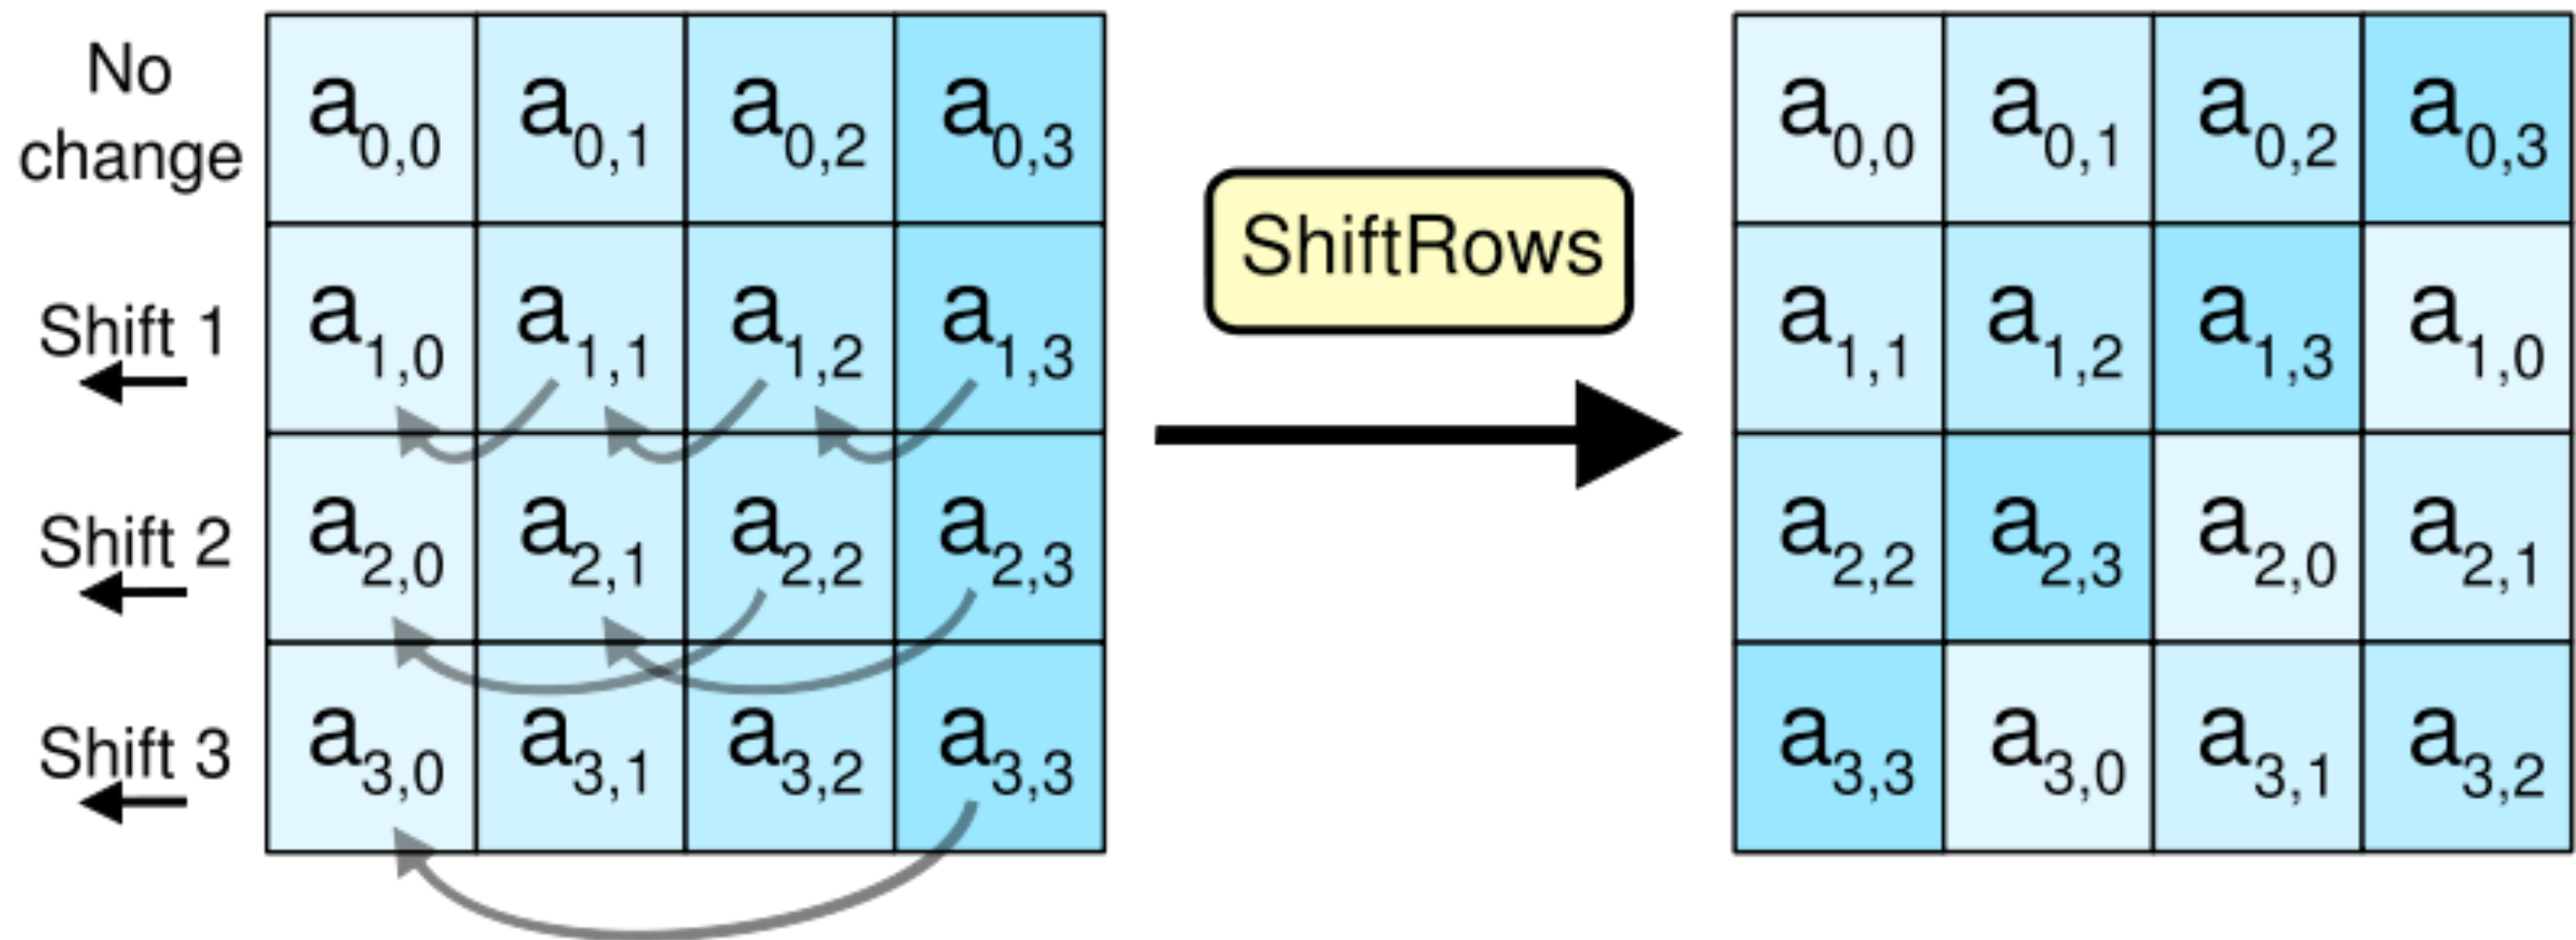 No
change
a0,0 a0,1 a0,2 a0,3
Shift 1
a1,0 a1,1 a1,2 a1,3
Shift 2
a2,0 a2,1 a2,2 a2,3
Shift 3
a3,0 a3,1 a3,2 a3,3
ShiftRows
a0,0 a0,1 a0,2 a0,3
a1,1 a1,2 a1,3 a1,0
a2,2 a2,3 a2,0 a2,1
a3,3 a3,0 a3,1 a3,2